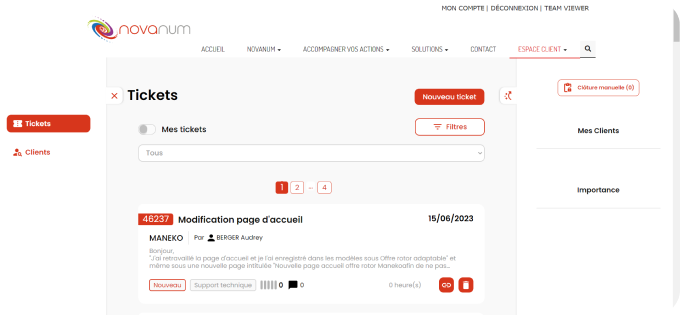 MON COMPTE | DÉCONNEXION | TEAM VIEWER
novanum
ACCUEIL NOVANUM ACCOMPAGNER VOS ACTIONS SOLUTIONS CONTACT ESPACE CLIENT
Tickets
Nouveau ticket
Clôture manuelle (0)
Tickets
Mes tickets
Filtres
Mes Clients
Clients
Tous
1 2 ... 4
Importance
46237 Modification page d'accueil 15/06/2023
MANEKO Par BERGER Audrey
Bonjour,
"J'ai retravaillé la page d'accueil et je l'ai enregistré dans les modèles sous Offre rotor adaptable" et
même sous une nouvelle page intitulée "Nouvelle page accueil offre rotor Manekoafin de ne pas...
Nouveau Support technique 0 0 0 heure(s)